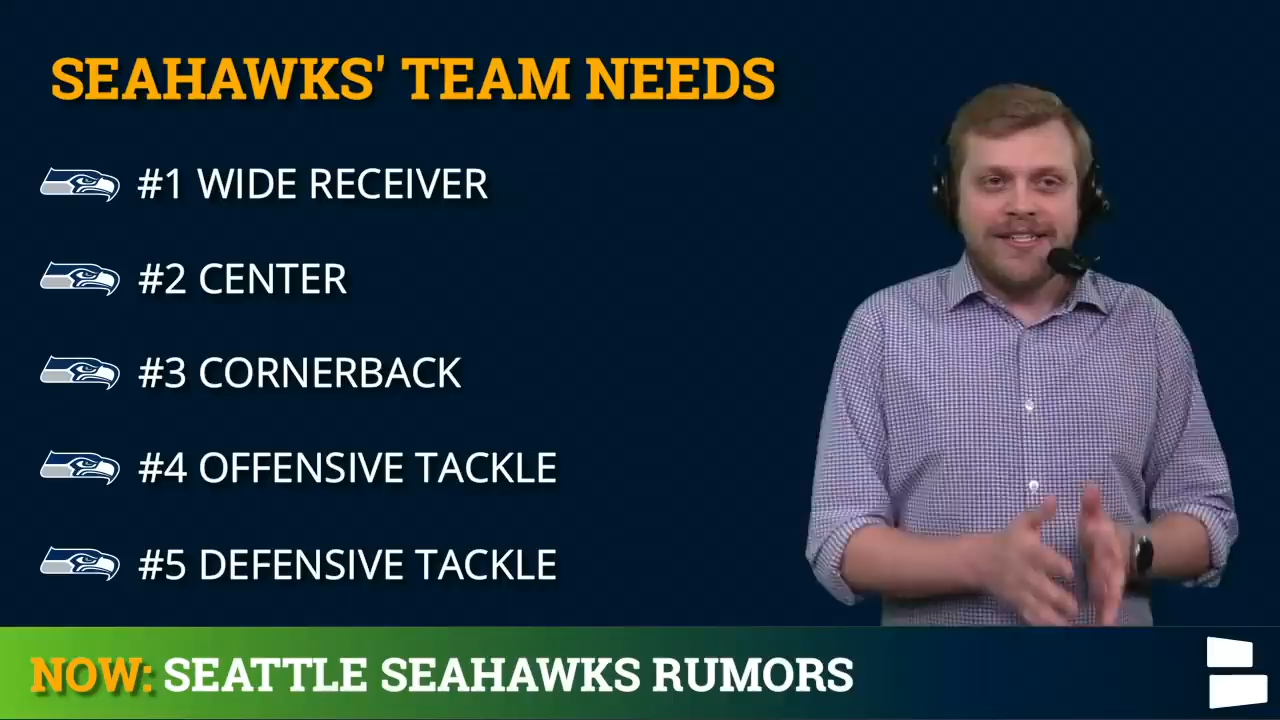 SEAHAWKS' TEAM NEEDS
#1 WIDE RECEIVER
#2 CENTER
#3 CORNERBACK
#4 OFFENSIVE TACKLE
#5 DEFENSIVE TACKLE
NOW: SEATTLE SEAHAWKS RUMORS